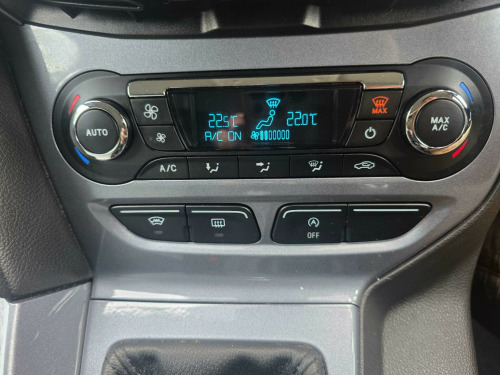 22.5°C 22.0°C
A/C ON
MAX
AUTO
MAX
A/C
A/C
OFF